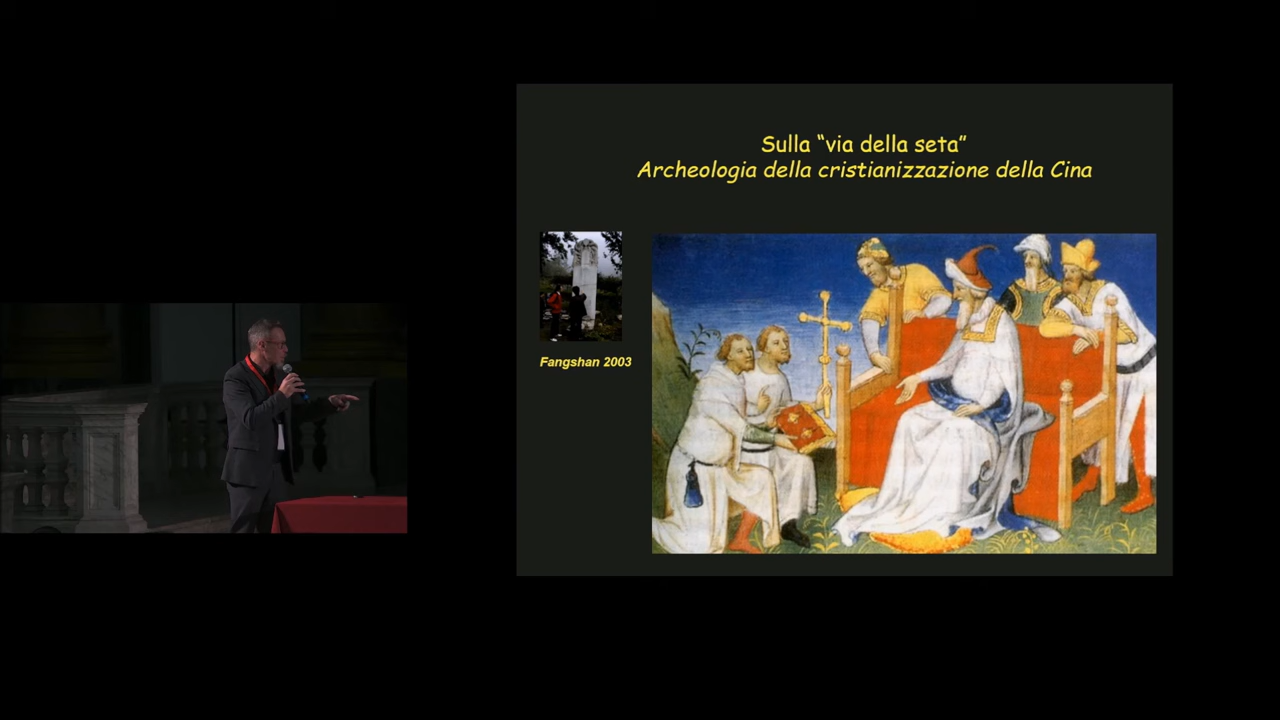 Sulla “via della seta”
Archeologia della cristianizzazione della Cina
Fangshan 2003